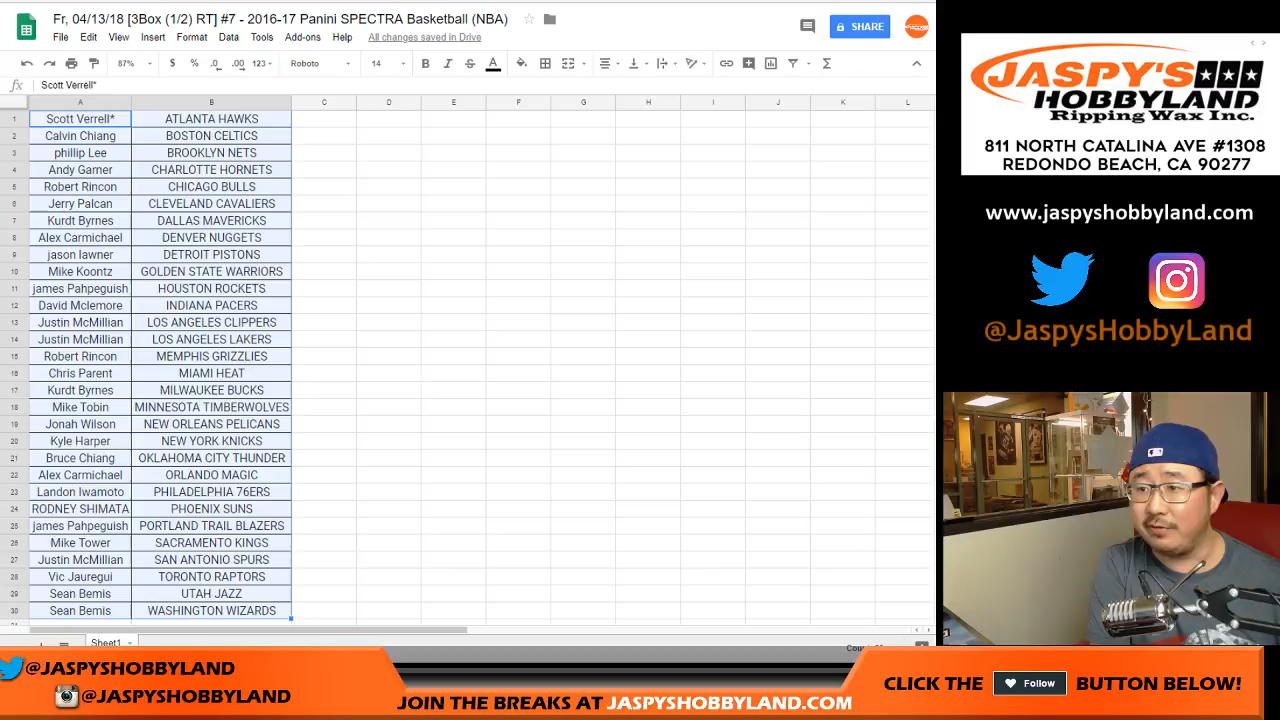 Fr, 04/13/18 [3Box (1/2) RT] #7 - 2016-17 Panini SPECTRA Basketball (NBA)
File Edit View Insert Format Data Tools Add-ons Help All changes saved in Drive
SHARE
87% $ % .0 .00 123 Roboto 14 B I S A
fx Scott Verrell*
A B C D E F G H I J K L
1 Scott Verrell* ATLANTA HAWKS
2 Calvin Chiang BOSTON CELTICS
3 phillip Lee BROOKLYN NETS
4 Andy Garner CHARLOTTE HORNETS
5 Robert Rincon CHICAGO BULLS
6 Jerry Palcan CLEVELAND CAVALIERS
7 Kurdt Byrnes DALLAS MAVERICKS
8 Alex Carmichael DENVER NUGGETS
9 jason lawner DETROIT PISTONS
10 Mike Koontz GOLDEN STATE WARRIORS
11 james Pahpeguish HOUSTON ROCKETS
12 David Mclemore INDIANA PACERS
13 Justin McMillian LOS ANGELES CLIPPERS
14 Justin McMillian LOS ANGELES LAKERS
15 Robert Rincon MEMPHIS GRIZZLIES
16 Chris Parent MIAMI HEAT
17 Kurdt Byrnes MILWAUKEE BUCKS
18 Mike Tobin MINNESOTA TIMBERWOLVES
19 Jonah Wilson NEW ORLEANS PELICANS
20 Kyle Harper NEW YORK KNICKS
21 Bruce Chiang OKLAHOMA CITY THUNDER
22 Alex Carmichael ORLANDO MAGIC
23 Landon Iwamoto PHILADELPHIA 76ERS
24 RODNEY SHIMATA PHOENIX SUNS
25 james Pahpeguish PORTLAND TRAIL BLAZERS
26 Mike Tower SACRAMENTO KINGS
27 Justin McMillian SAN ANTONIO SPURS
28 Vic Jauregui TORONTO RAPTORS
29 Sean Bemis UTAH JAZZ
30 Sean Bemis WASHINGTON WIZARDS
Sheet1
JASPY'S
HOBBYLAND
Ripping Wax Inc.
811 NORTH CATALINA AVE #1308
REDONDO BEACH, CA 90277
www.jaspyshobbyland.com
@JaspysHobbyLand
@JASPYSHOBBYLAND
@JASPYSHOBBYLAND
JOIN THE BREAKS AT JASPYSHOBBYLAND.COM
CLICK THE Follow BUTTON BELOW!